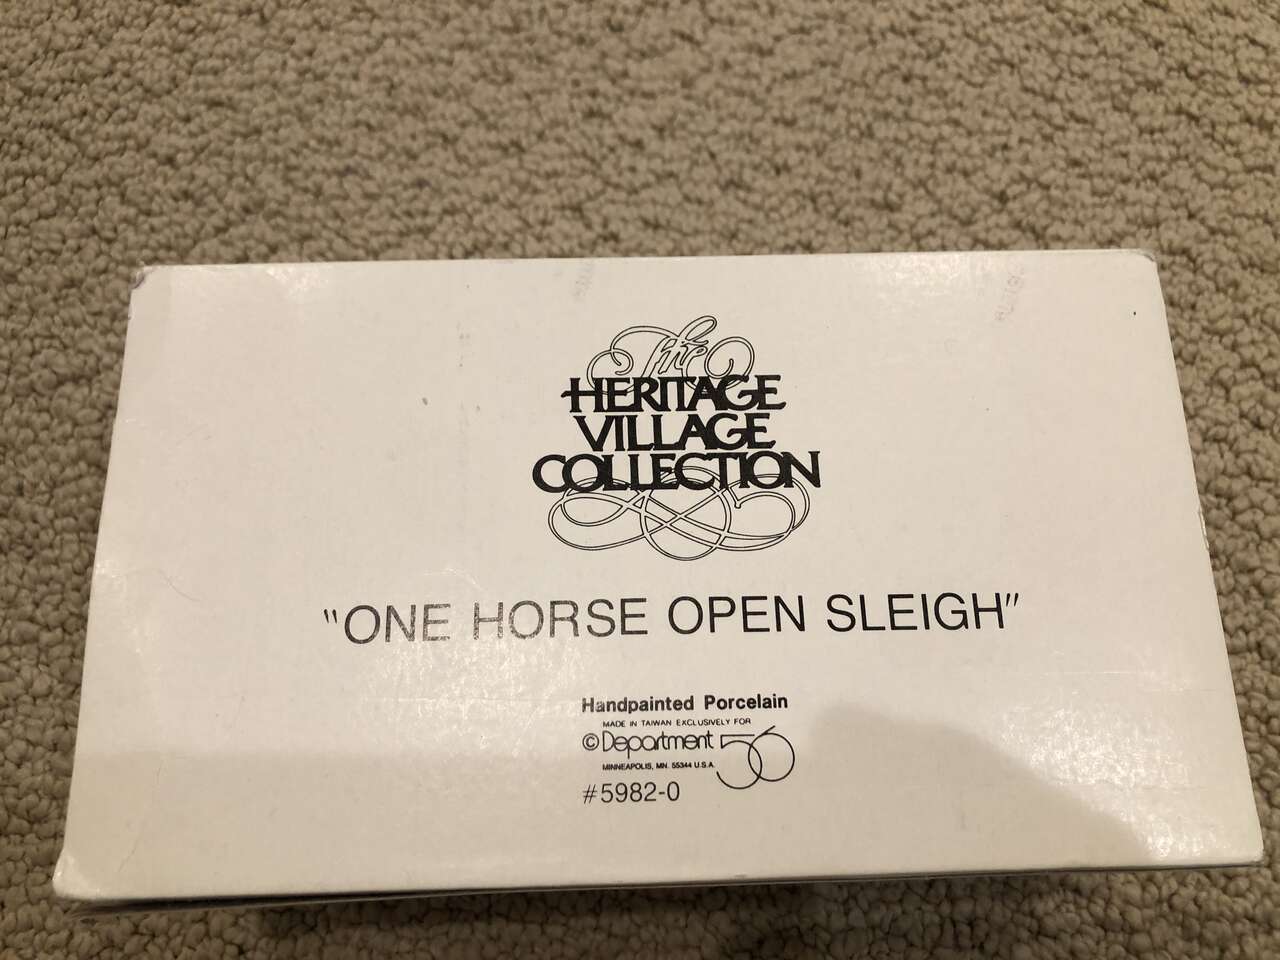 The
HERITAGE
VILLAGE
COLLECTION
"ONE HORSE OPEN SLEIGH"
Handpainted Porcelain
MADE IN TAIWAN EXCLUSIVELY FOR
©Department 56
MINNEAPOLIS, MN. 55344 U.S.A.
#5982-0